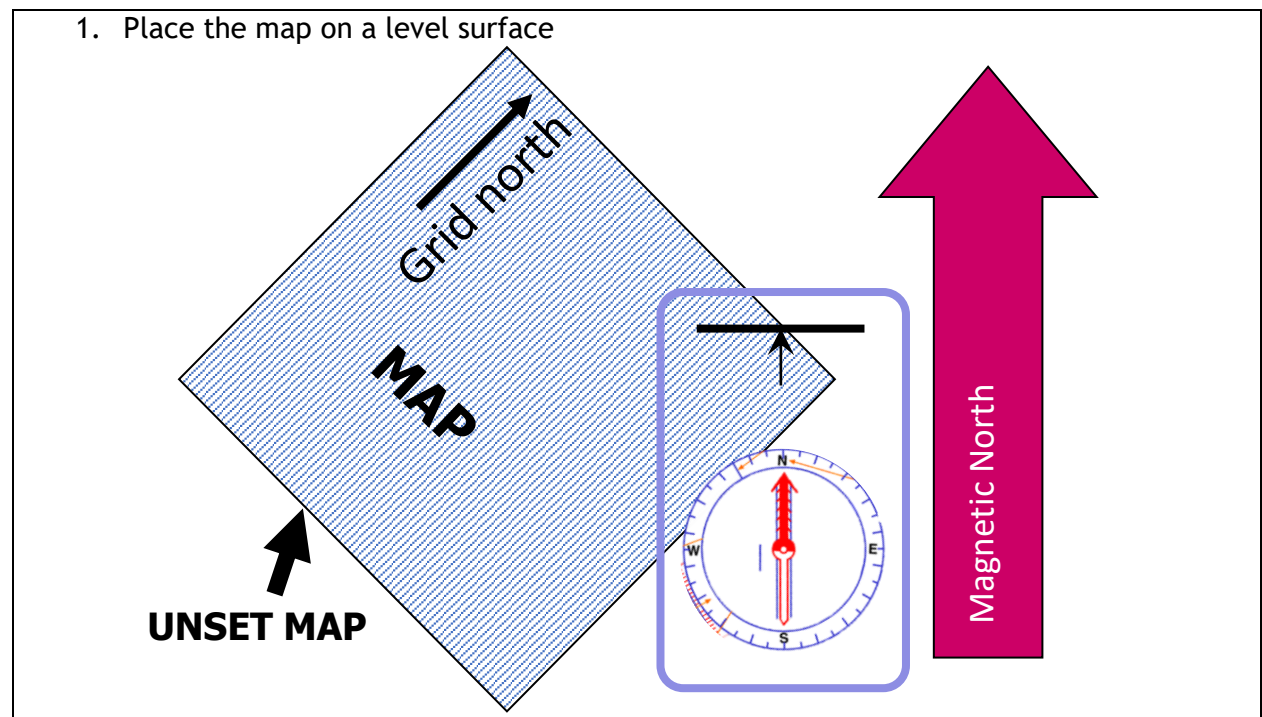 1. Place the map on a level surface
Grid north
MAP
N
W
E
S
Magnetic North
UNSET MAP